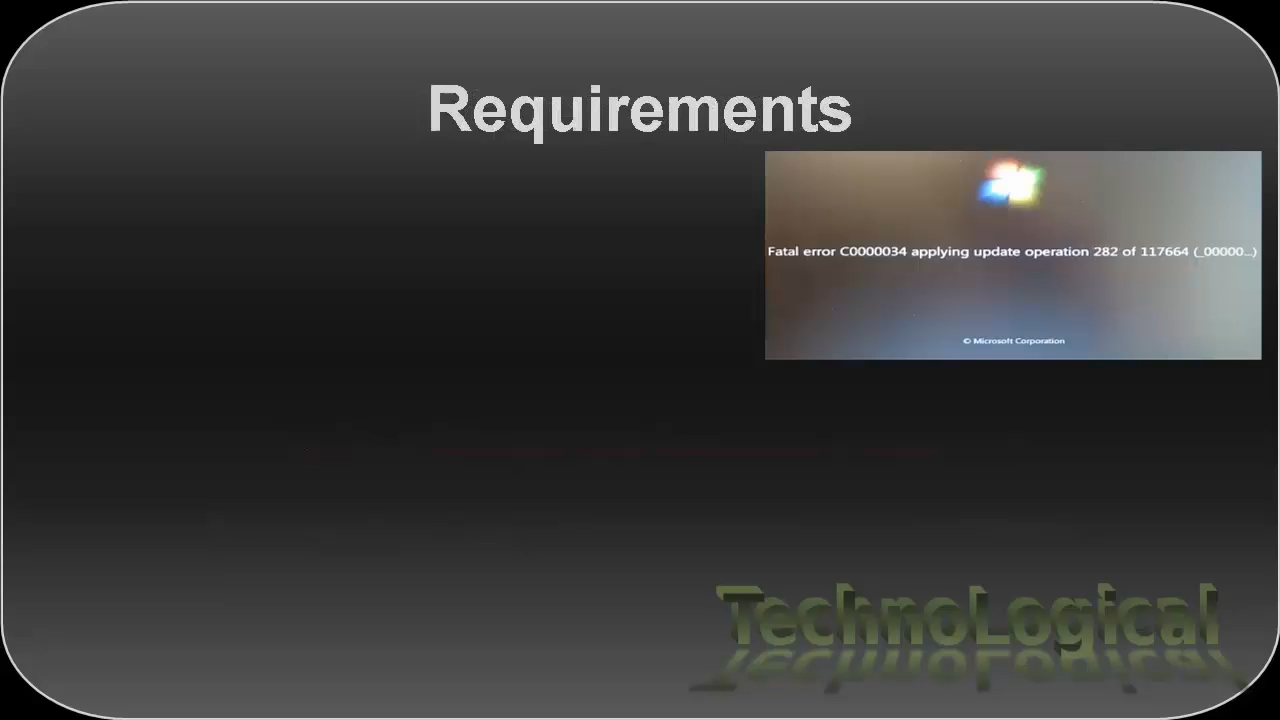 Requirements
Fatal error C0000034 applying update operation 282 of 117664 (_00000...)
© Microsoft Corporation
TechnoLogical